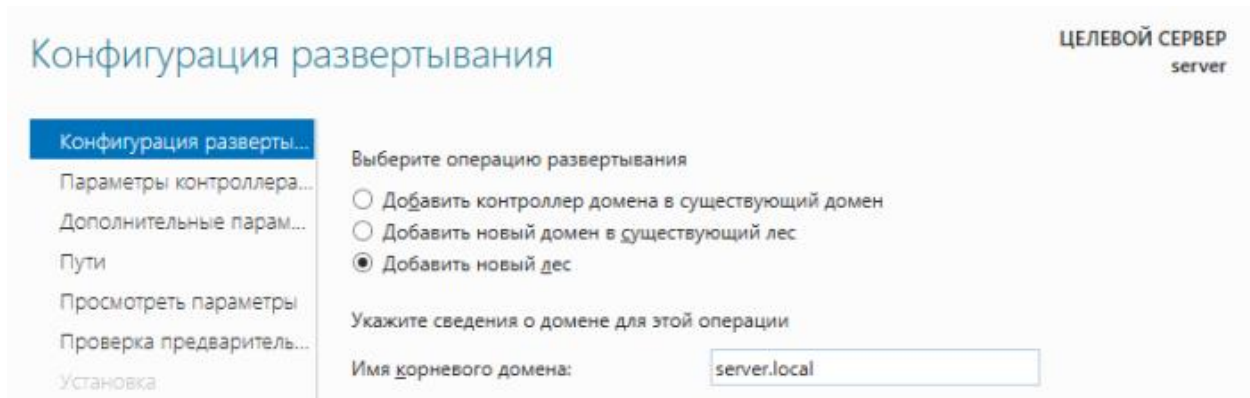 Конфигурация развертывания
ЦЕЛЕВОЙ СЕРВЕР
server
Конфигурация разверты...
Параметры контроллера...
Дополнительные парам...
Пути
Просмотреть параметры
Проверка предваритель...
Установка
Выберите операцию развертывания
Добавить контроллер домена в существующий домен
Добавить новый домен в существующий лес
Добавить новый лес
Укажите сведения о домене для этой операции
Имя корневого домена: server.local